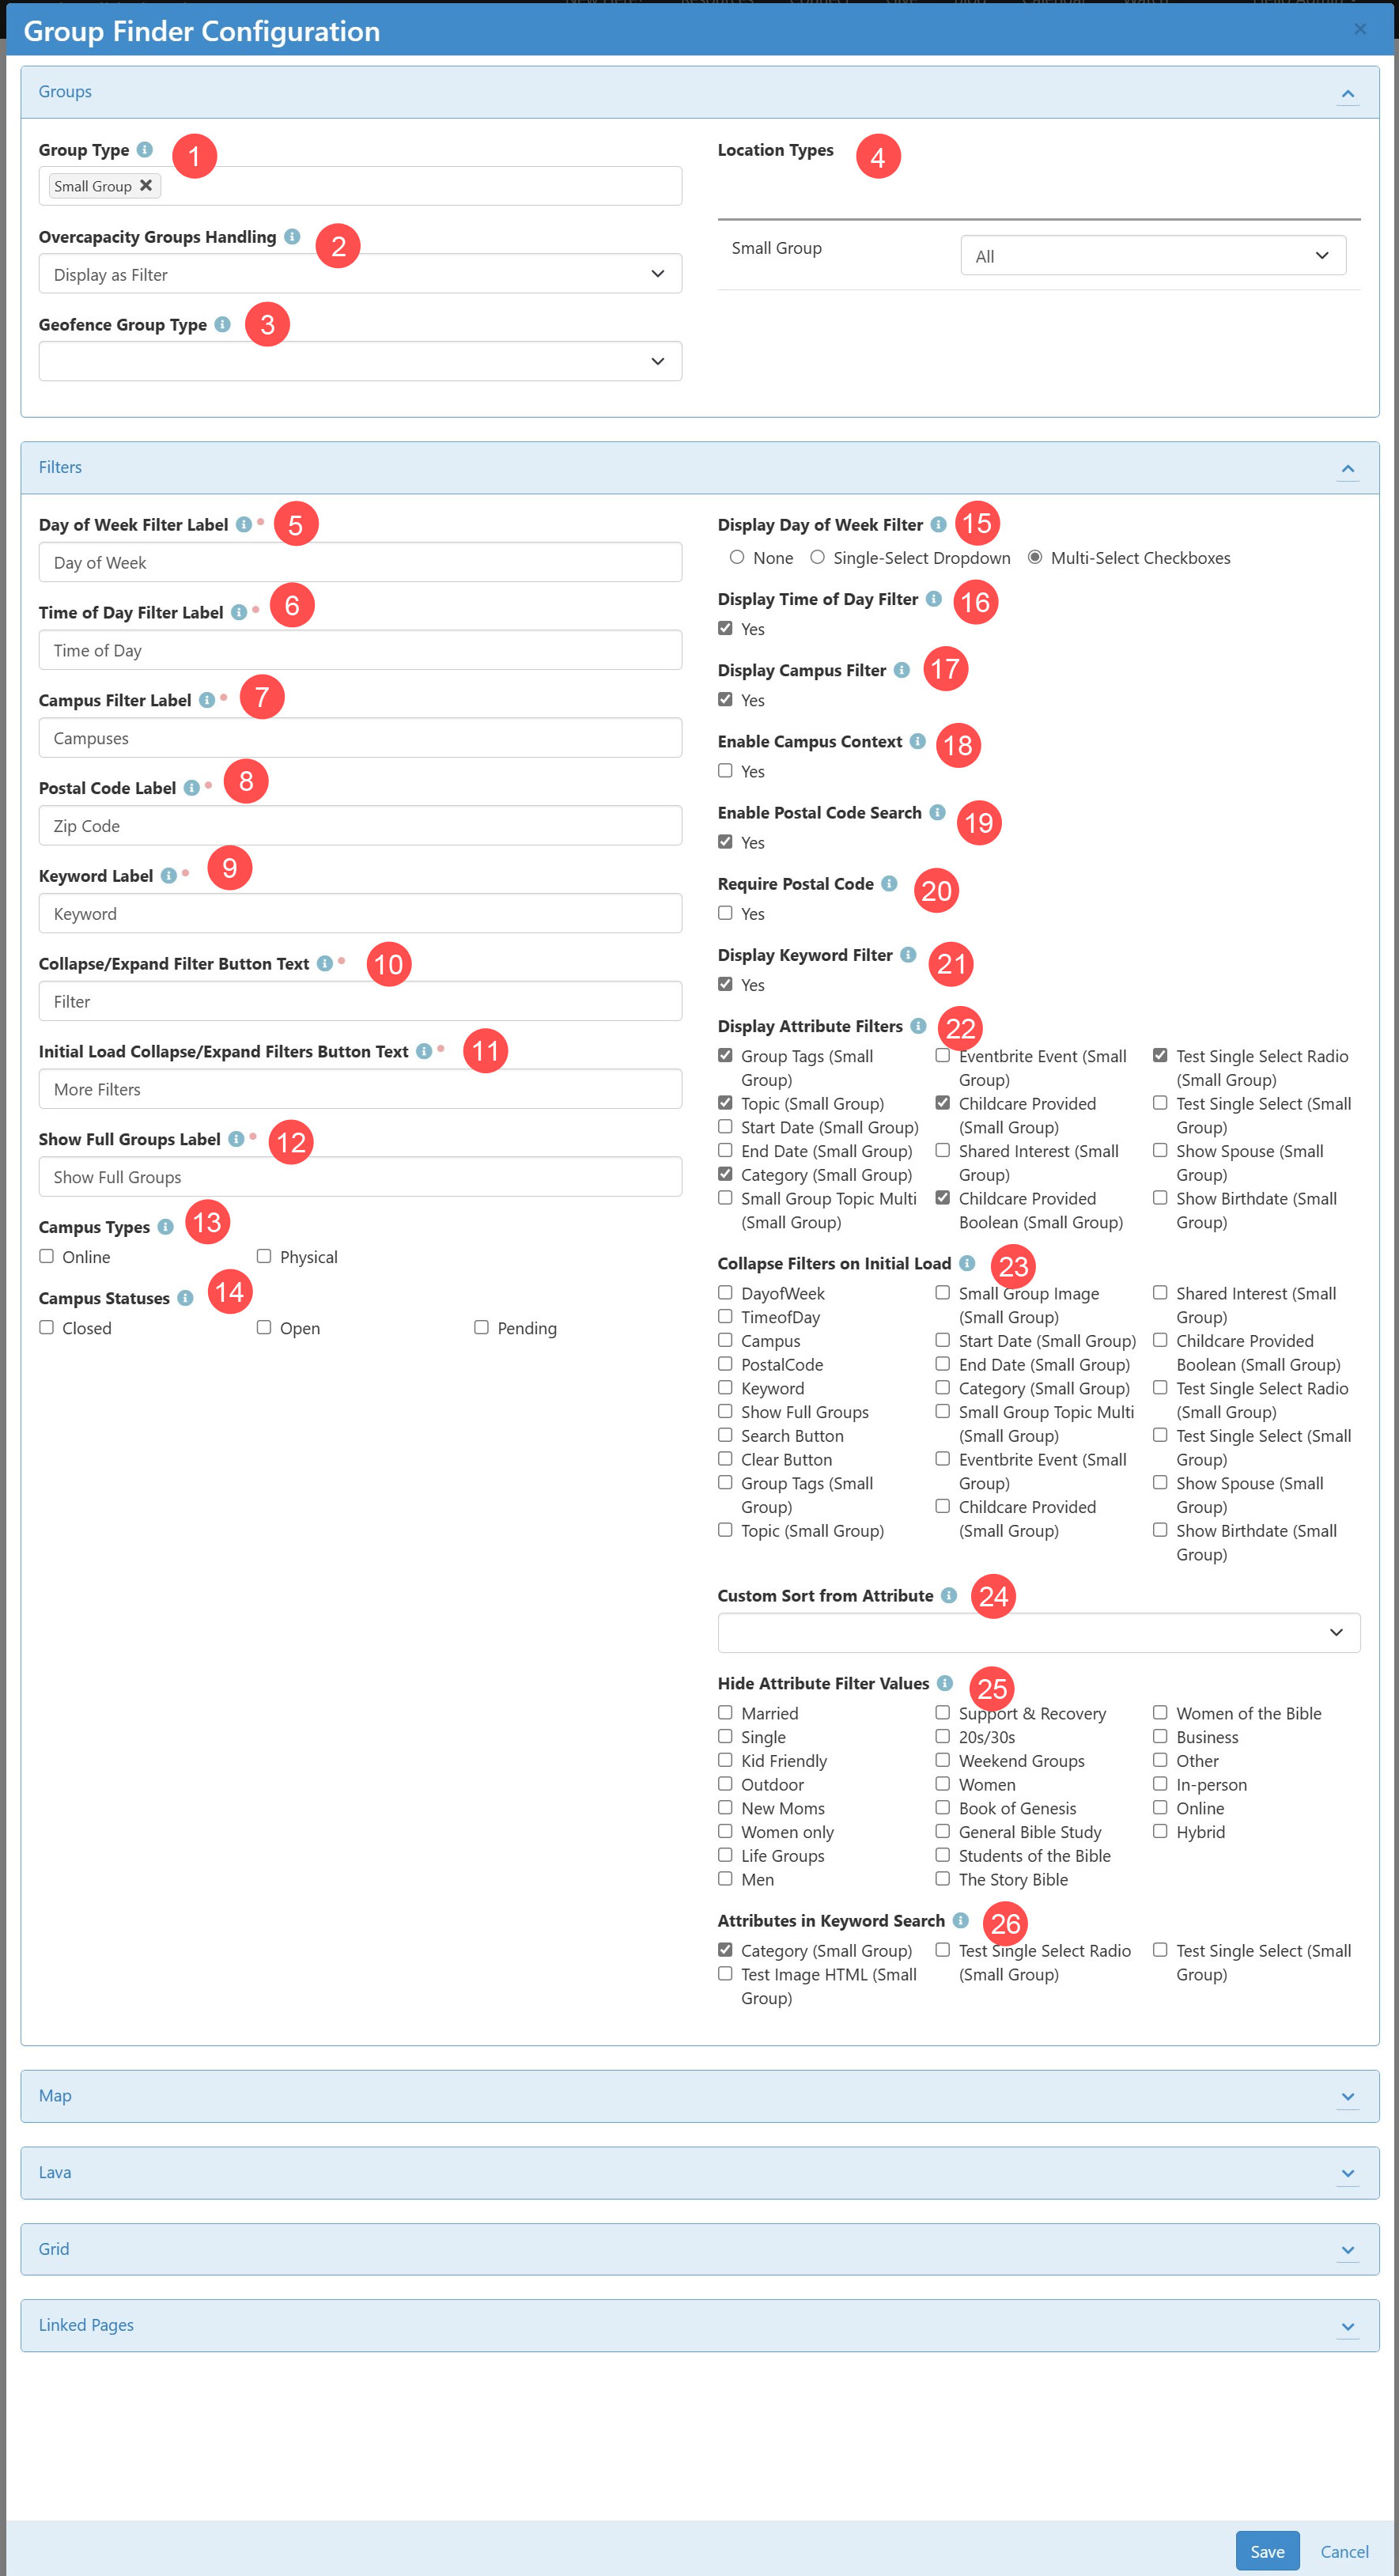 Group Finder Configuration
Groups
Group Type 1
Small Group
Overcapacity Groups Handling 2
Display as Filter
Geofence Group Type 3
Location Types 4
Small Group All
Filters
Day of Week Filter Label 5
Day of Week
Time of Day Filter Label 6
Time of Day
Campus Filter Label 7
Campuses
Postal Code Label 8
Zip Code
Keyword Label 9
Keyword
Collapse/Expand Filter Button Text 10
Filter
Initial Load Collapse/Expand Filters Button Text 11
More Filters
Show Full Groups Label 12
Show Full Groups
Campus Types 13
Online Physical
Campus Statuses 14
Closed Open Pending
Display Day of Week Filter 15
None Single-Select Dropdown Multi-Select Checkboxes
Display Time of Day Filter 16
Yes
Display Campus Filter 17
Yes
Enable Campus Context 18
Yes
Enable Postal Code Search 19
Yes
Require Postal Code 20
Yes
Display Keyword Filter 21
Yes
Display Attribute Filters 22
Group Tags (Small
Group)
Topic (Small Group)
Start Date (Small Group)
End Date (Small Group)
Category (Small Group)
Small Group Topic Multi
(Small Group)
Eventbrite Event (Small
Group)
Childcare Provided
(Small Group)
Shared Interest (Small
Group)
Childcare Provided
Boolean (Small Group)
Test Single Select Radio
(Small Group)
Test Single Select (Small
Group)
Show Spouse (Small
Group)
Show Birthdate (Small
Group)
Collapse Filters on Initial Load 23
DayofWeek
TimeofDay
Campus
PostalCode
Keyword
Show Full Groups
Search Button
Clear Button
Group Tags (Small
Group)
Topic (Small Group)
Small Group Image
(Small Group)
Start Date (Small Group)
End Date (Small Group)
Category (Small Group)
Small Group Topic Multi
(Small Group)
Eventbrite Event (Small
Group)
Childcare Provided
(Small Group)
Shared Interest (Small
Group)
Childcare Provided
Boolean (Small Group)
Test Single Select Radio
(Small Group)
Test Single Select (Small
Group)
Show Spouse (Small
Group)
Show Birthdate (Small
Group)
Custom Sort from Attribute 24
Hide Attribute Filter Values 25
Married
Single
Kid Friendly
Outdoor
New Moms
Women only
Life Groups
Men
Support & Recovery
20s/30s
Weekend Groups
Women
Book of Genesis
General Bible Study
Students of the Bible
The Story Bible
Women of the Bible
Business
Other
In-person
Online
Hybrid
Attributes in Keyword Search 26
Category (Small Group)
Test Image HTML (Small
Group)
Test Single Select Radio
(Small Group)
Test Single Select (Small
Group)
Map
Lava
Grid
Linked Pages
Save Cancel